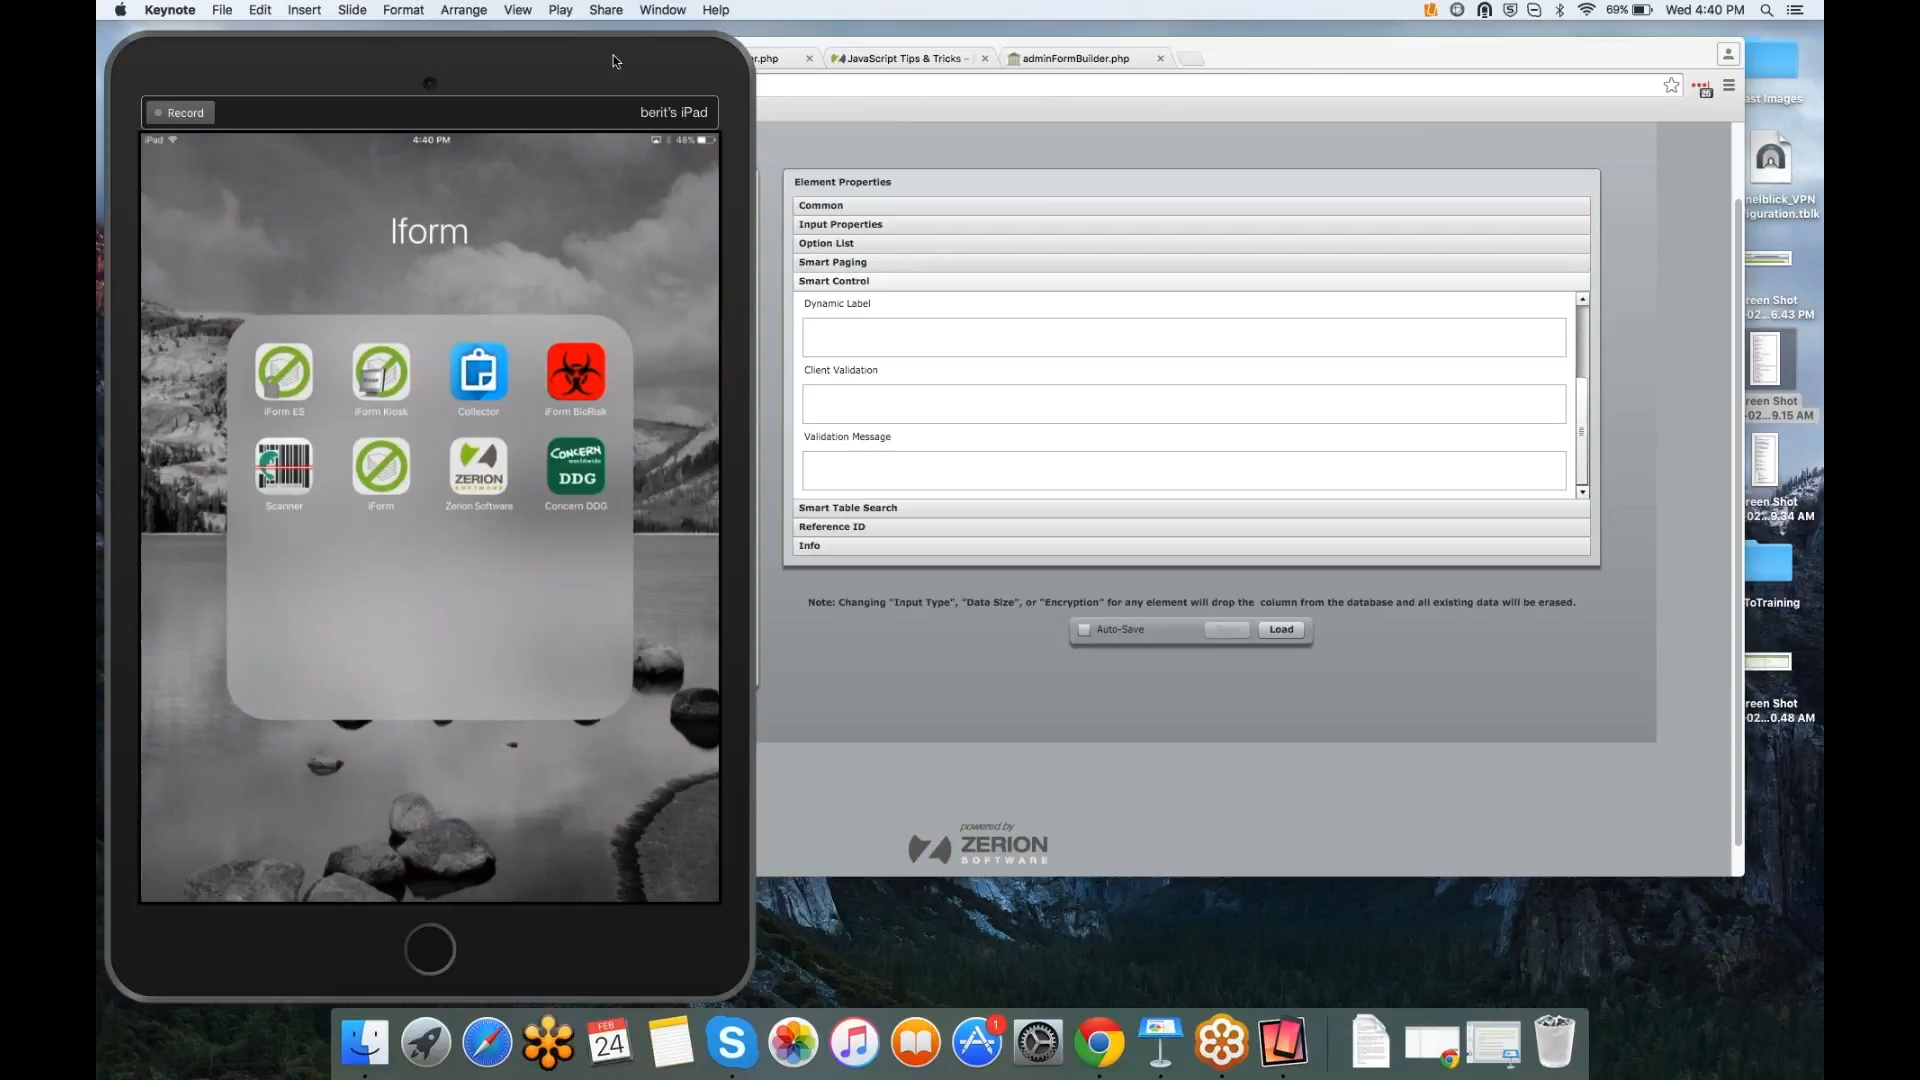 Keynote File Edit Insert Slide Format Arrange View Play Share Window Help
69% Wed 4:40 PM
r.php JavaScript Tips & Tricks – adminFormBuilder.php
Record berit's iPad
iPad 4:40 PM 48%
Iform
iForm ES iForm Kiosk Collector iForm BioRisk
ZERION SOFTWARE
CONCERN worldwide
DDG
Scanner iForm Zerion Software Concern DDG
Element Properties
Common
Input Properties
Option List
Smart Paging
Smart Control
Dynamic Label
Client Validation
Validation Message
Smart Table Search
Reference ID
Info
Note: Changing "Input Type", "Data Size", or "Encryption" for any element will drop the column from the database and all existing data will be erased.
Auto-Save Load
powered by
ZERION
SOFTWARE
ast Images
nelblick_VPN
iguration.tblk
reen Shot
-02...6.43 PM
reen Shot
-02...9.15 AM
reen Shot
02...9.34 AM
ToTraining
reen Shot
02...0.48 AM
FEB
24
1